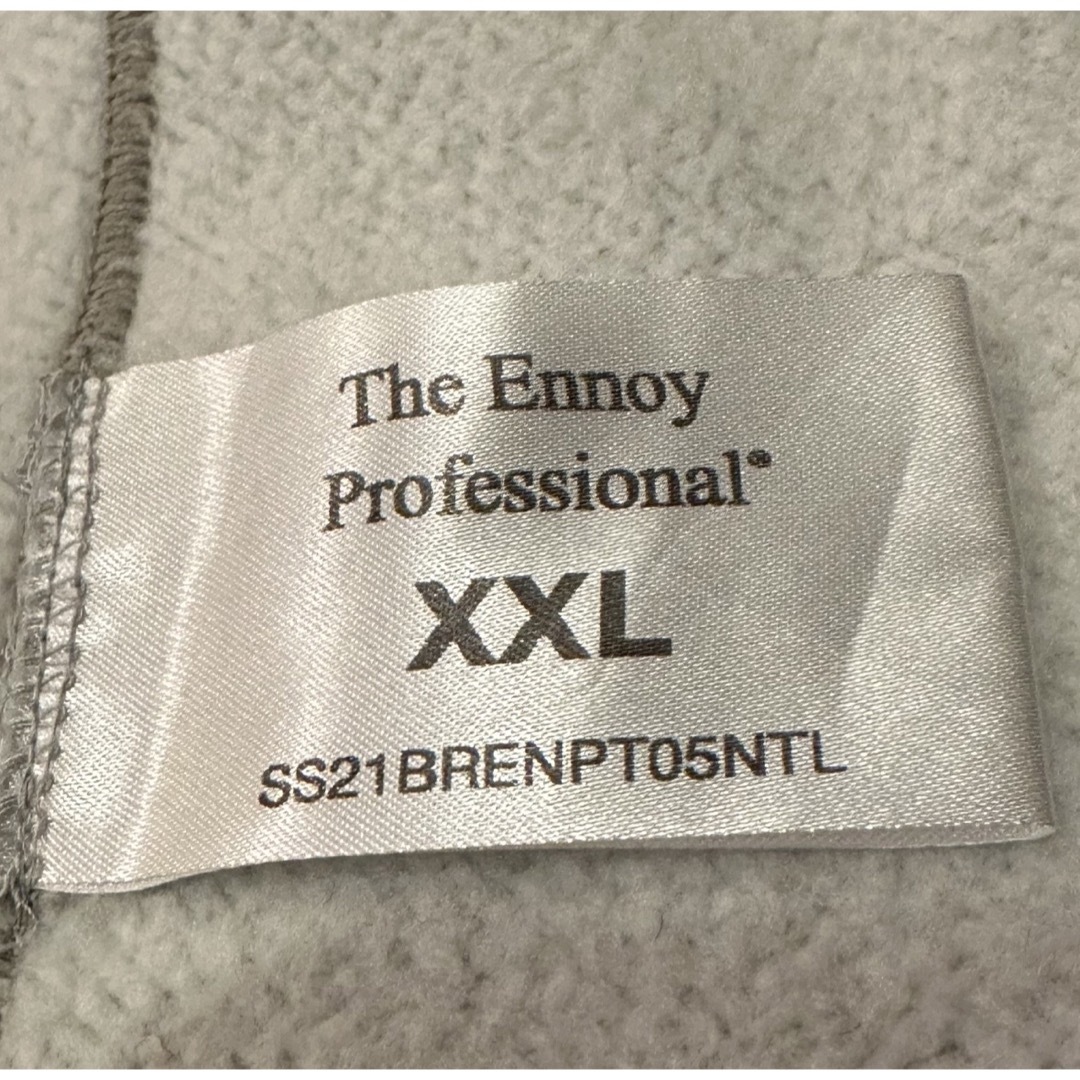 The Ennoy
Professional®
XXL
SS21BRENPT05NTL